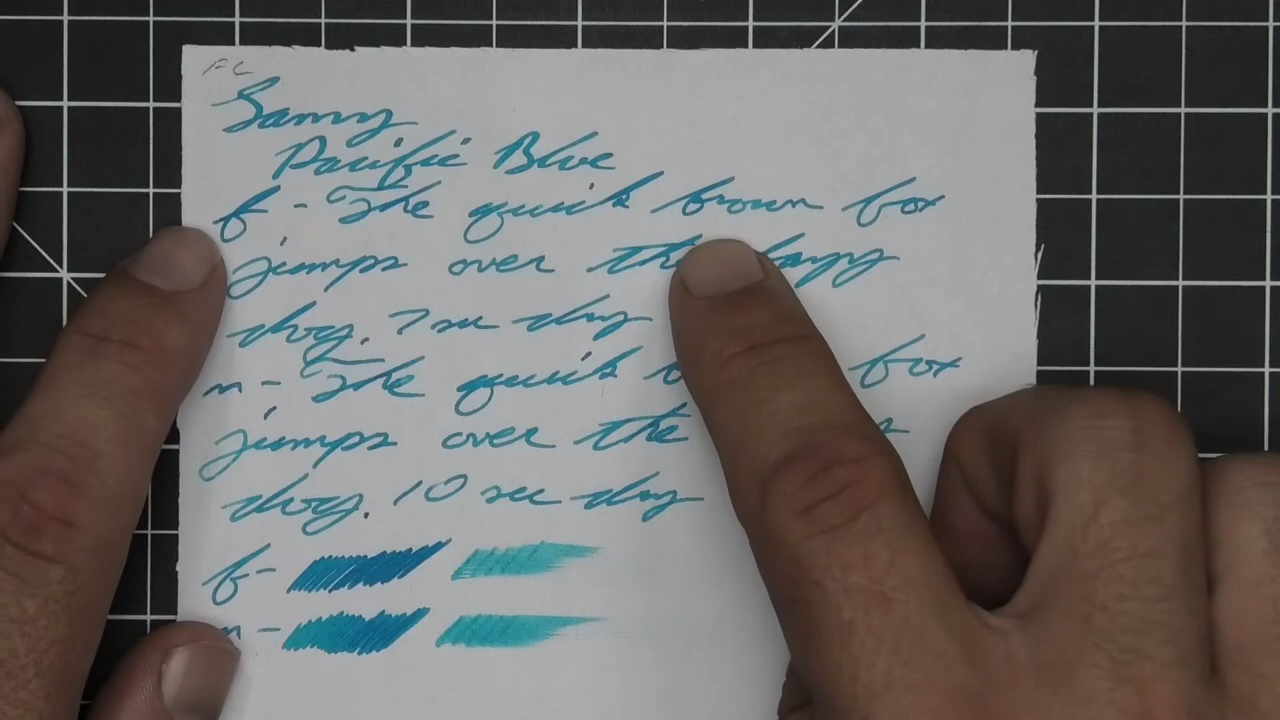 FC
Pacific Blue
f - The quick brown fox
jumps over the lazy
dog. 7 sec dry
m - The quick fox
jumps over the
dog. 10 sec dry
f -
m -